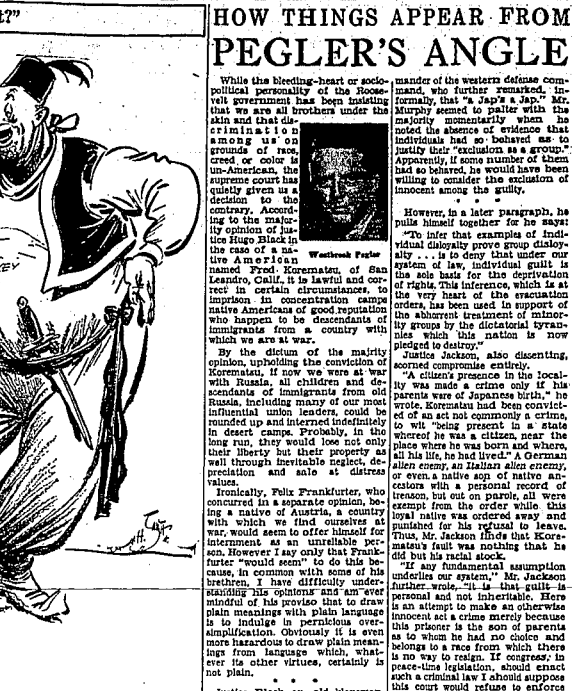 t?"
KEY
HOW THINGS APPEAR FROM
PEGLER'S ANGLE
While the bleeding-heart or socio-
political personality of the Roose-
velt government has been insisting
that we are all brothers under the
skin and that dis-
crimination
among us on
grounds of race,
creed or color is
un-American, the
supreme court has
quietly given us a
decision to the
contrary. Accord-
ing to the major-
ity opinion of jus-
tice Hugo Black in
the case of a na-
tive American
Westbrook Pegler
named Fred Korematsu, of San
Leandro, Calif., it is lawful and cor-
rect in certain circumstances, to
imprison in concentration camps
native Americans of good reputation
who happen to be descendants of
immigrants from a country with
which we are at war.
By the dictum of the majrity
opinion, upholding the conviction of
Korematsu, if now we were at war
with Russia, all children and de-
scendants of immigrants from old
Russia, including many of our most
influential union leaders, could be
rounded up and interned indefinitely
in desert camps. Probably, in the
long run, they would lose not only
their liberty but their property as
well through inevitable neglect, de-
preciation and sale at distress
values.
Ironically, Felix Frankfurter, who
concurred in a separate opinion, be-
ing a native of Austria, a country
with which we find ourselves at
war, would seem to offer himself for
internment as an unreliable per-
son. However I say only that Frank-
furter "would seem" to do this be-
cause, in common with some of his
brethren, I have difficulty under-
standing his opinions and am ever
mindful of his proviso that to draw
plain meanings with plain language
is to indulge in pernicious over-
simplification. Obviously it is even
more hazardous to draw plain mean-
ings from language which, what-
ever its other virtues, certainly is
not plain.
* * *
Justice Black, an old
mander of the western defense com-
mand, who further remarked, in-
formally, that "a Jap's a Jap." Mr.
Murphy seemed to palter with the
majority momentarily when he
noted the absence of evidence that
individuals had so behaved as to
justify their "exclusion as a group."
Apparently, if some number of them
had so behaved, he would have been
willing to consider the exclusion of
innocent among the guilty.
* * *
However, in a later paragraph, he
pulls himself together for he says:
"To infer that examples of indi-
vidual disloyalty prove group disloy-
alty . . . is to deny that under our
system of law, individual guilt is
the sole basis for the deprivation
of rights. This inference, which is at
the very heart of the evacuation
orders, has been used in support of
the abhorrent treatment of minor-
ity groups by the dictatorial tyran-
nies which this nation is now
pledged to destroy."
Justice Jackson, also dissenting,
scorned compromise entirely.
"A citizen's presence in the local-
ity was made a crime only if his
parents were of Japanese birth," he
wrote. Korematsu had been convict-
ed of an act not commonly a crime,
to wit "being present in a state
whereof he was a citizen, near the
place where he was born and where,
all his life, he had lived." A German
alien enemy, an Italian alien enemy,
or even, a native son of native an-
cestors with a personal record of
treason, but out on parole, all were
exempt from the order while this
loyal native was ordered away and
punished for his refusal to leave.
Thus, Mr. Jackson finds that Kore-
matsu's fault was nothing that he
did but his racial stock.
"If any fundamental assumption
underlies our system," Mr. Jackson
further wrote, "it is that guilt is
personal and not inheritable. Here
is an attempt to make an otherwise
innocent act a crime merely because
this prisoner is the son of parents
as to whom he had no choice and
belongs to a race from which there
is no way to resign. If congress, in
peace-time legislation, should enact
such a criminal law I should suppose
this court would refuse to enforce